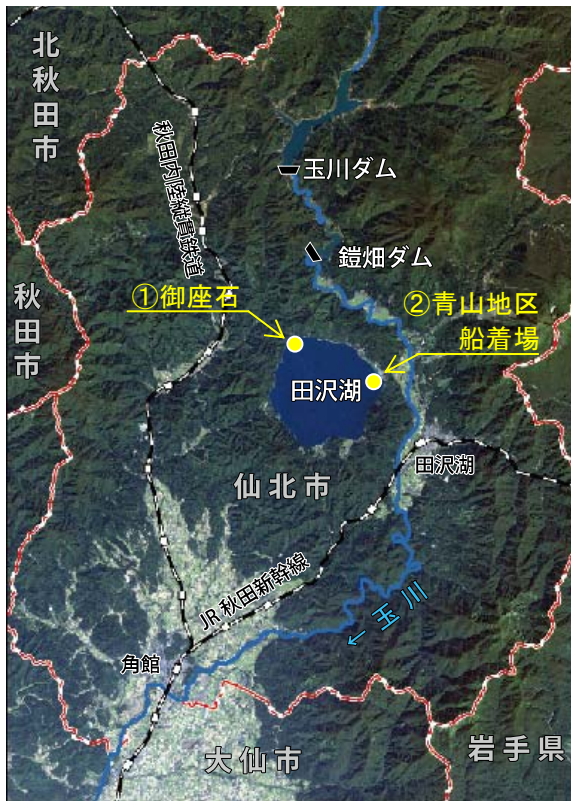 北秋田市
秋田内陸縦貫鉄道
玉川ダム
鎧畑ダム
秋田市
①御座石
②青山地区
船着場
田沢湖
田沢湖
仙北市
JR 秋田新幹線
← 玉 川
角館
大仙市
岩手県